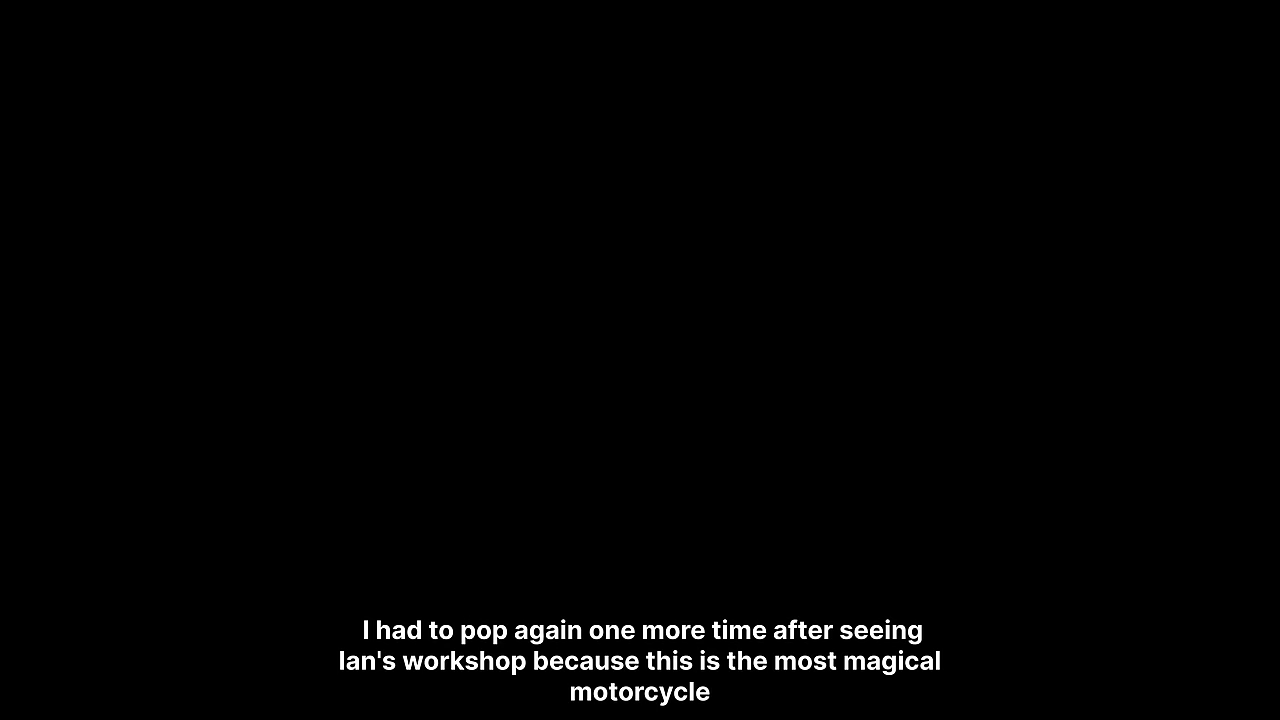 I had to pop again one more time after seeing
Ian's workshop because this is the most magical
motorcycle